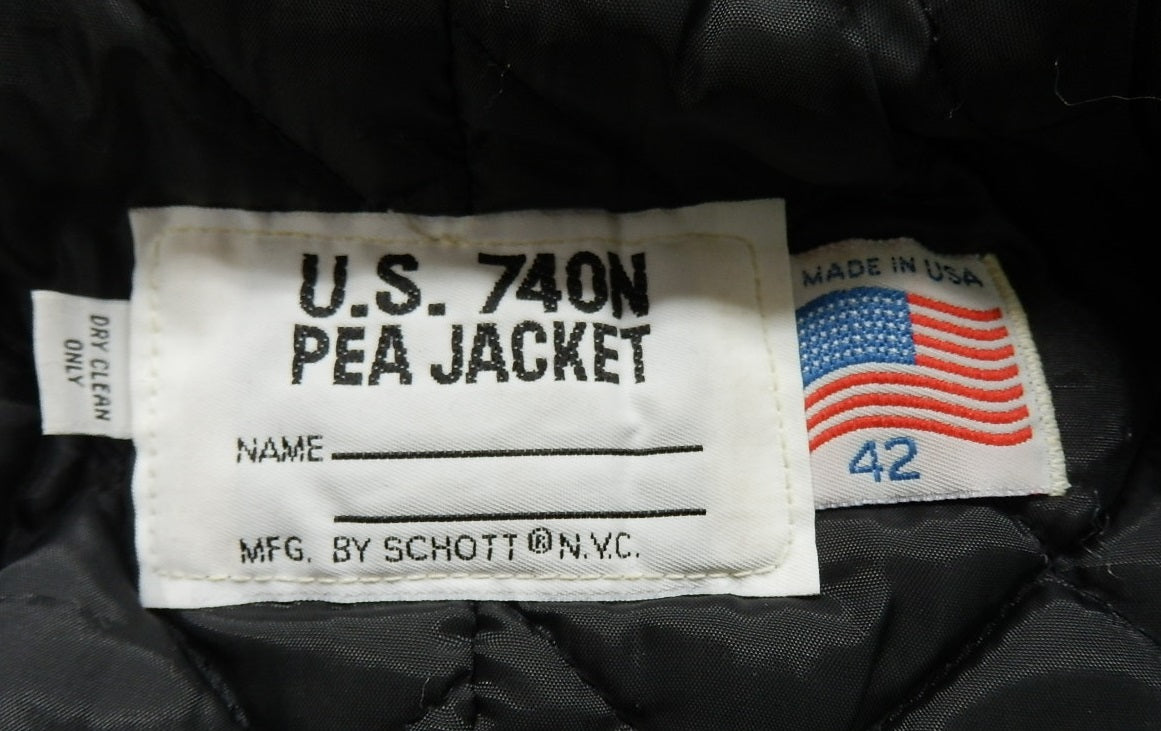 DRY CLEAN
ONLY
U.S. 740N
PEA JACKET
NAME
MFG. BY SCHOTT ® N.Y.C.
MADE IN USA
42